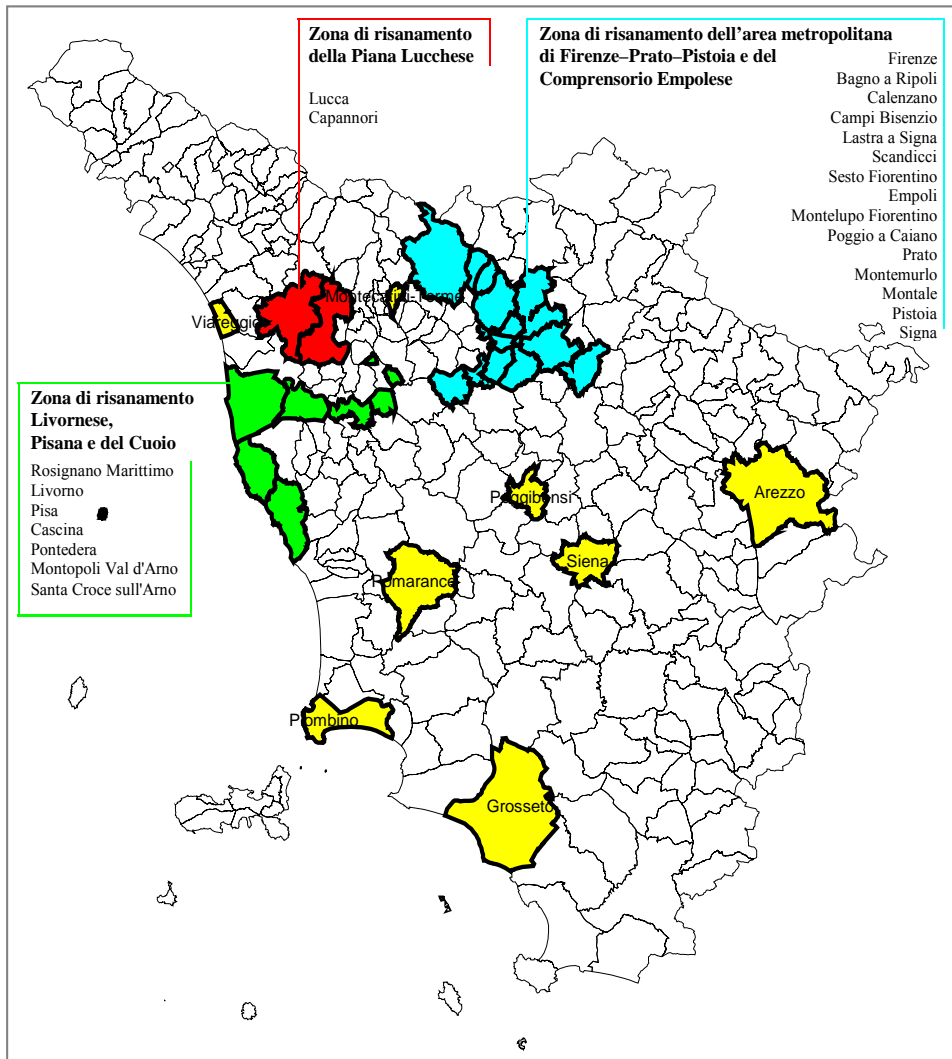 Zona di risanamento
della Piana Lucchese
Lucca
Capannori
Zona di risanamento dell'area metropolitana
di Firenze–Prato–Pistoia e del
Comprensorio Empolese
Firenze
Bagno a Ripoli
Calenzano
Campi Bisenzio
Lastra a Signa
Scandicci
Sesto Fiorentino
Empoli
Montelupo Fiorentino
Poggio a Caiano
Prato
Montemurlo
Montale
Pistoia
Signa
Montecatini-Terme
Viareggio
Zona di risanamento
Livornese,
Pisana e del Cuoio
Rosignano Marittimo
Livorno
Pisa
Cascina
Pontedera
Montopoli Val d'Arno
Santa Croce sull'Arno
Poggibonsi
Arezzo
Siena
Pomarance
Piombino
Grosseto